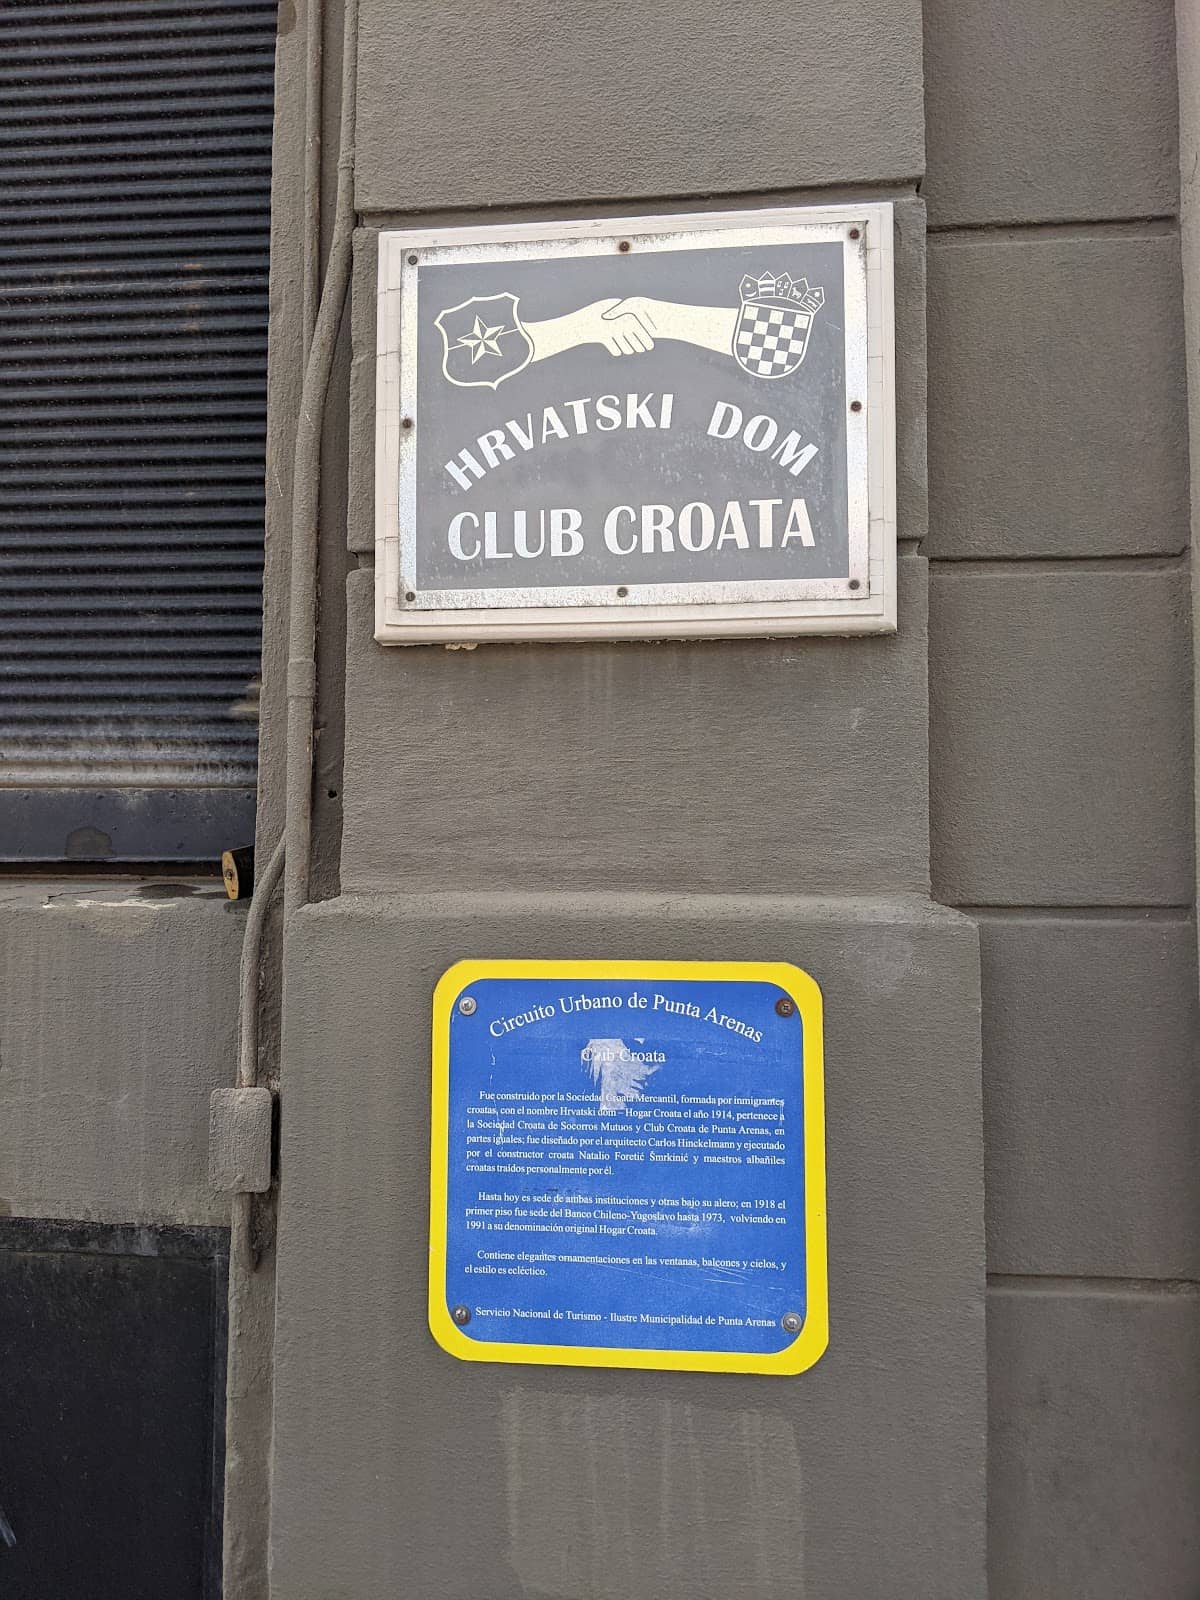 HRVATSKI DOM
CLUB CROATA
Circuito Urbano de Punta Arenas
Club Croata
Fue construido por la Sociedad Croata Mercantil, formada por inmigrantes
croatas, con el nombre Hrvatski dom – Hogar Croata el año 1914, pertenece a
la Sociedad Croata de Socorros Mutuos y Club Croata de Punta Arenas, en
partes iguales; fue diseñado por el arquitecto Carlos Hinckelmann y ejecutado
por el constructor croata Natalio Foretić Šmrkinić y maestros albañiles
croatas traídos personalmente por él.
Hasta hoy es sede de ambas instituciones y otras bajo su alero; en 1918 el
primer piso fue sede del Banco Chileno-Yugoslavo hasta 1973, volviendo en
1991 a su denominación original Hogar Croata.
Contiene elegantes ornamentaciones en las ventanas, balcones y cielos, y
el estilo es ecléctico.
Servicio Nacional de Turismo - Ilustre Municipalidad de Punta Arenas